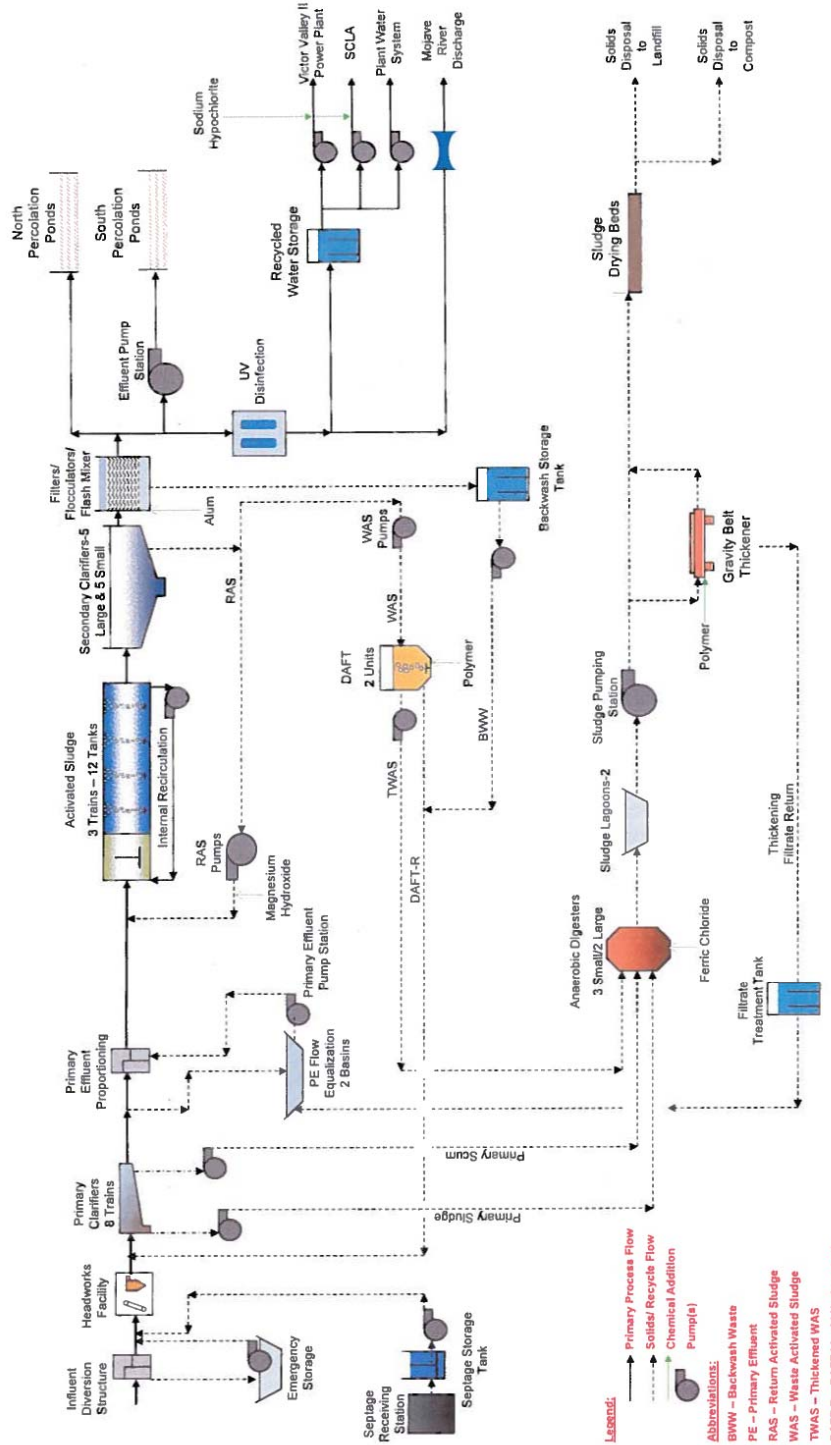 Influent
Diversion
Structure
Headworks
Facility
Emergency
Storage
Septage
Receiving
Station
Septage Storage
Tank
Primary
Clarifiers
8 Trains
Primary Sludge
Primary Scum
Primary
Effluent
Proportioning
PE Flow
Equalization
2 Basins
Primary Effluent
Pump Station
Activated Sludge
3 Trains – 12 Tanks
Internal Recirculation
RAS
Pumps
Magnesium
Hydroxide
RAS
Secondary Clarifiers-5
Large & 5 Small
Filters/
Flocculators/
Flash Mixer
Alum
Effluent Pump
Station
North
Percolation
Ponds
South
Percolation
Ponds
UV
Disinfection
Recycled
Water Storage
Sodium
Hypochlorite
Victor Valley II
Power Plant
SCLA
Plant Water
System
Mojave
River
Discharge
WAS
Pumps
WAS
DAFT
2 Units
Polymer
TWAS
DAFT-R
BWW
Backwash Storage
Tank
Anaerobic Digesters
3 Small/2 Large
Ferric Chloride
Sludge Lagoons-2
Sludge Pumping
Station
Polymer
Gravity Belt
Thickener
Thickening
Filtrate Return
Filtrate
Treatment Tank
Sludge
Drying Beds
Solids
Disposal
to
Landfill
Solids
Disposal
to
Compost
Legend:
Primary Process Flow
Solids/ Recycle Flow
Chemical Addition
Pump(s)
Abbreviations:
BWW – Backwash Waste
PE – Primary Effluent
RAS – Return Activated Sludge
WAS – Waste Activated Sludge
TWAS – Thickened WAS